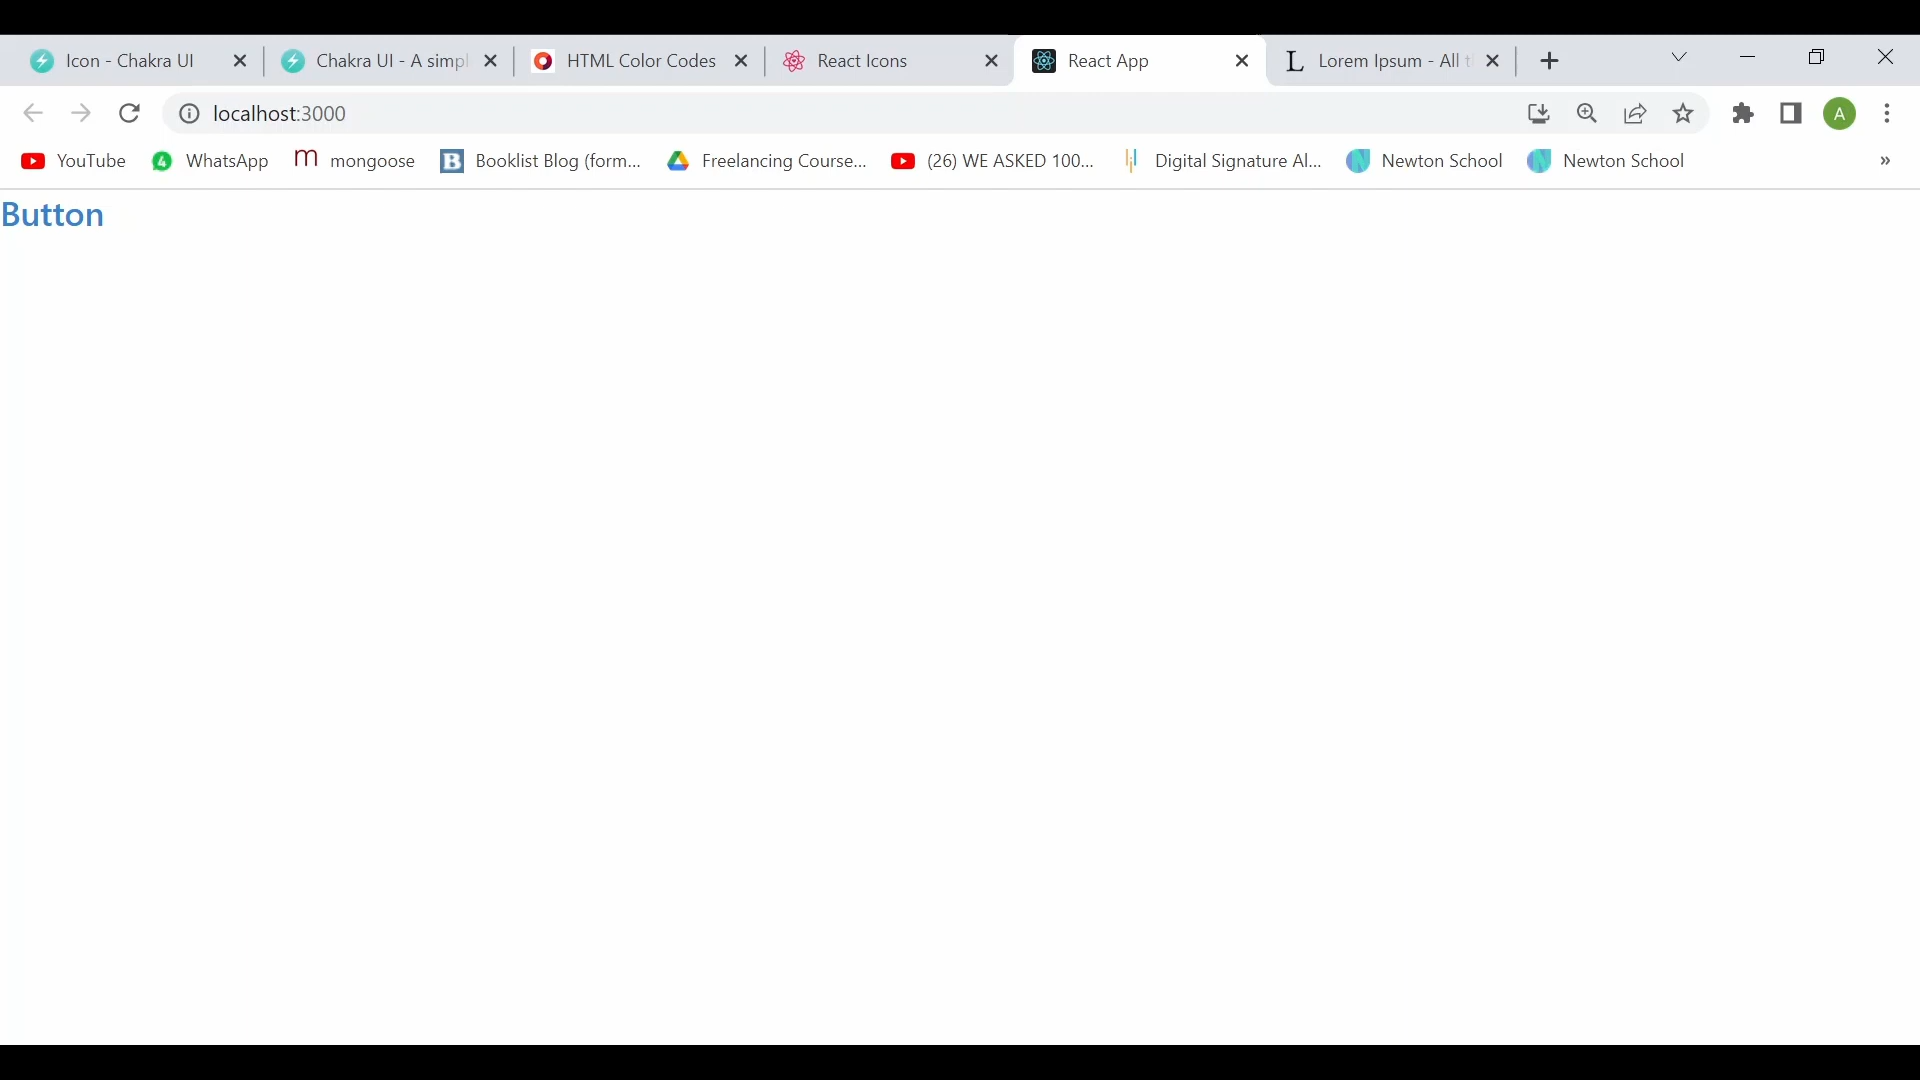 Icon - Chakra UI
Chakra UI - A simpl
HTML Color Codes
React Icons
React App
L Lorem Ipsum - All t
localhost:3000
A
YouTube
4 WhatsApp
m mongoose
B Booklist Blog (form...
Freelancing Course...
(26) WE ASKED 100...
Digital Signature Al...
Newton School
Newton School
»
Button